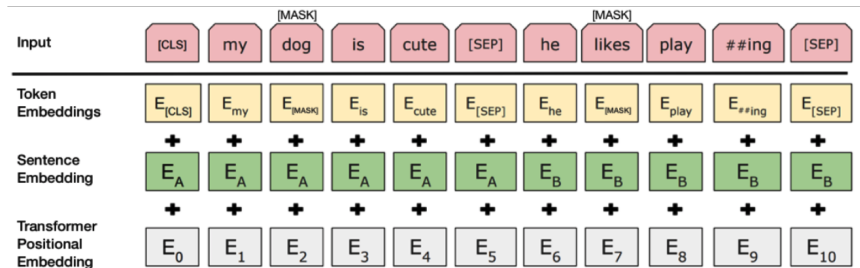 [MASK] [MASK]
Input [CLS] my dog is cute [SEP] he likes play ##ing [SEP]
Token
Embeddings
E[CLS] Emy E[MASK] Eis Ecute E[SEP] Ehe E[MASK] Eplay E##ing E[SEP]
+ + + + + + + + + + +
Sentence
Embedding
EA EA EA EA EA EA EB EB EB EB EB
+ + + + + + + + + + +
Transformer
Positional
Embedding
E0 E1 E2 E3 E4 E5 E6 E7 E8 E9 E10